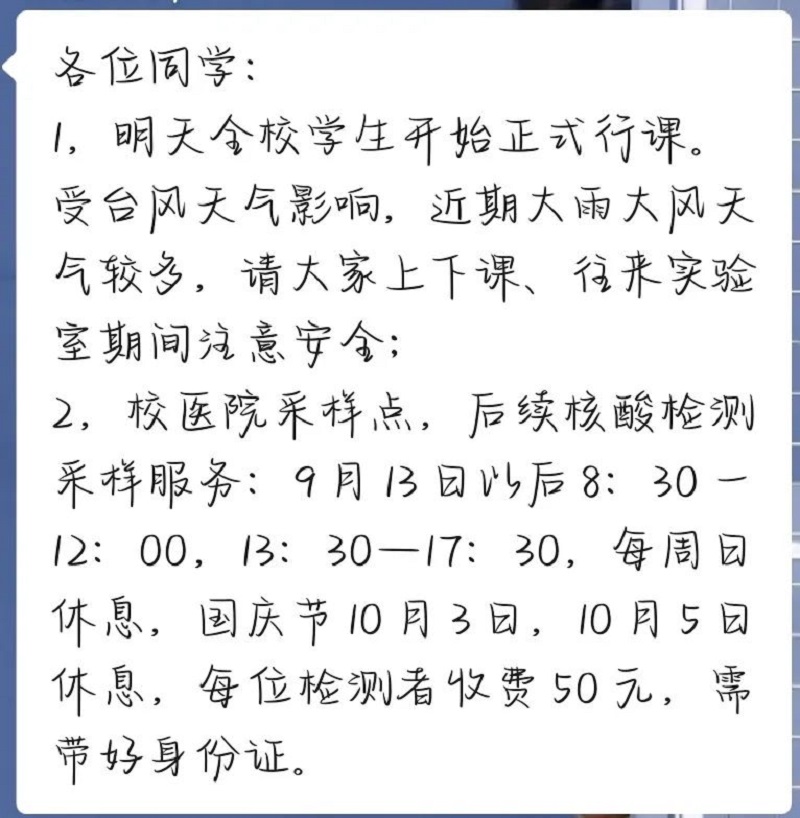 各位同学：
1，明天全校学生开始正式行课。
受台风天气影响，近期大雨大风天
气较多，请大家上下课、往来实验
室期间注意安全；
2，校医院采样点，后续核酸检测
采样服务：9月13日以后8：30—
12：00，13：30—17：30，每周日
休息，国庆节10月3日，10月5日
休息，每位检测者收费50元，需
带好身份证。